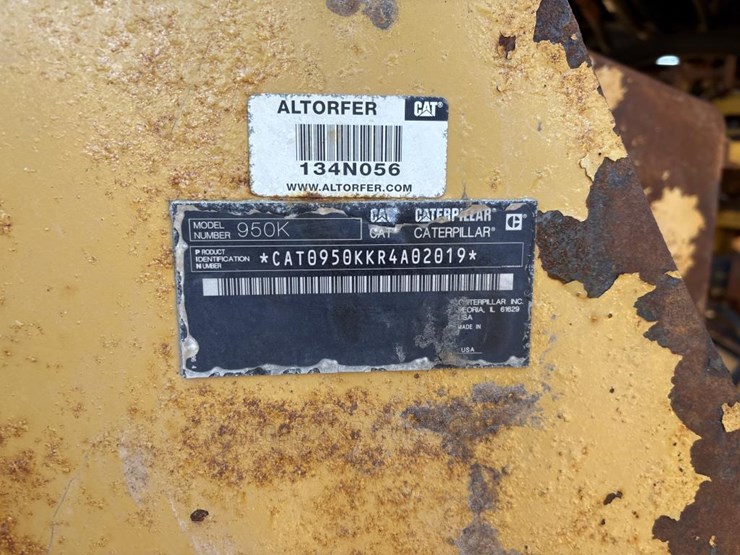 ALTORFER CAT®
134N056
WWW.ALTORFER.COM
CAT CATERPILLAR®
MODEL NUMBER 950K
CAT® CATERPILLAR®
PRODUCT IDENTIFICATION NUMBER *CAT0950KKR4A02019*
CATERPILLAR INC.
PEORIA, IL 61629
USA
MADE IN
USA